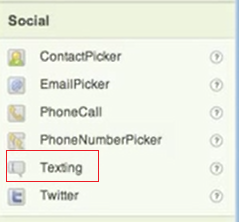 Social
ContactPicker
EmailPicker
PhoneCall
PhoneNumberPicker
Texting
Twitter